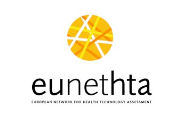 eunethta
EUROPEAN NETWORK FOR HEALTH TECHNOLOGY ASSESSMENT